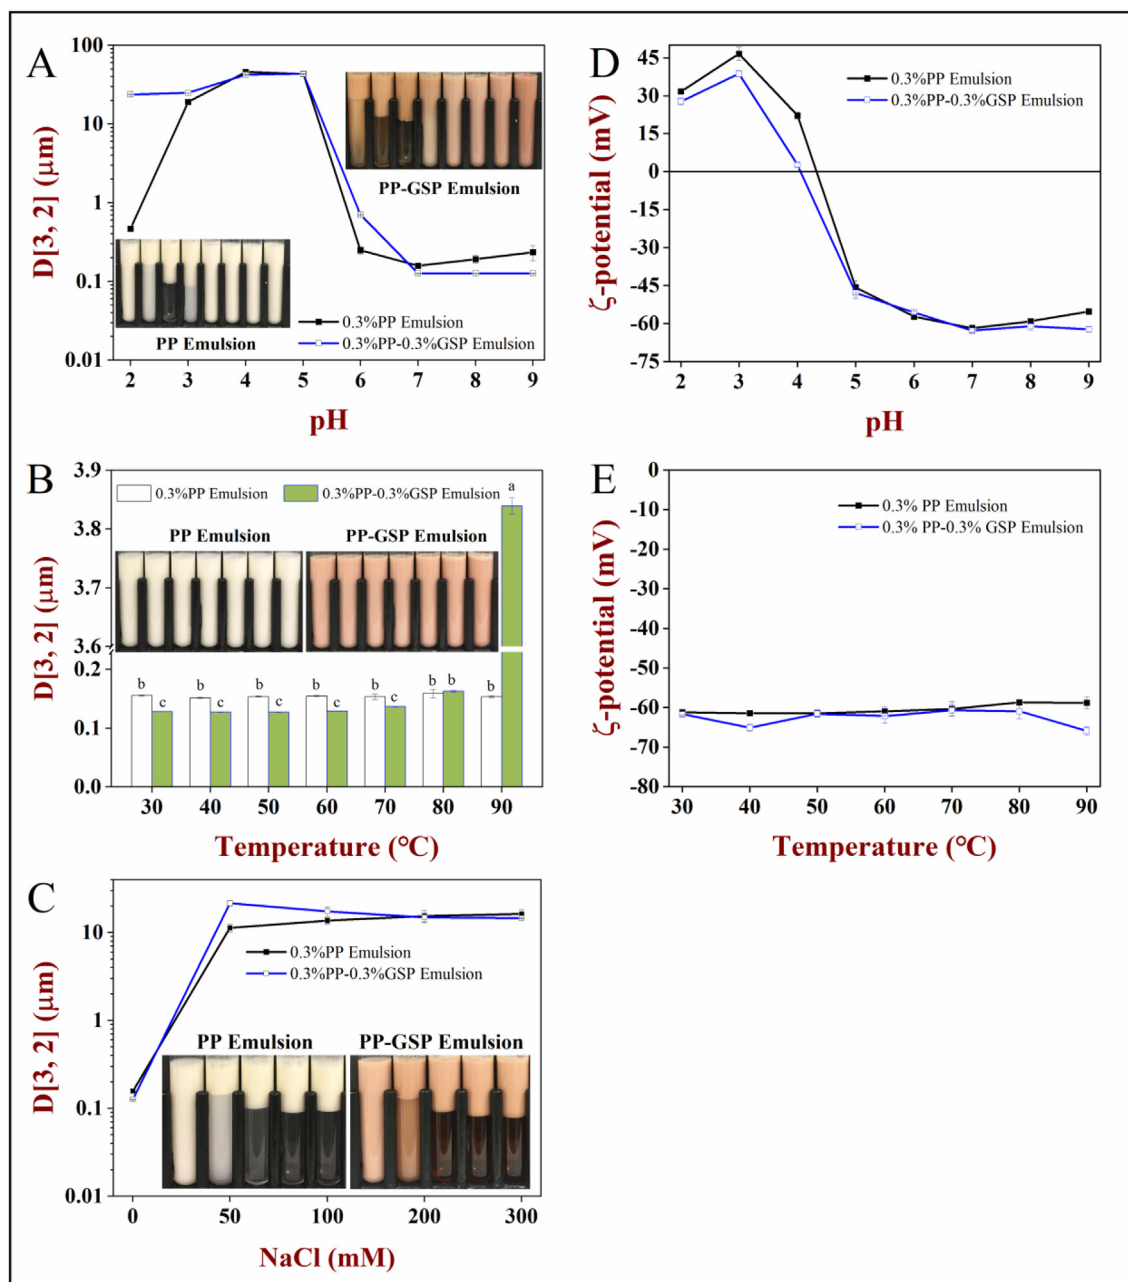 A
D[3, 2] (μm)
100
10
1
0.1
0.01
PP-GSP Emulsion
PP Emulsion
0.3%PP Emulsion
0.3%PP-0.3%GSP Emulsion
2 3 4 5 6 7 8 9
pH
D
ζ-potential (mV)
45
30
15
0
-15
-30
-45
-60
-75
0.3%PP Emulsion
0.3%PP-0.3%GSP Emulsion
2 3 4 5 6 7 8 9
pH
B
D[3, 2] (μm)
3.9
3.8
3.7
3.6
0.2
0.1
0.0
0.3%PP Emulsion
0.3%PP-0.3%GSP Emulsion
a
PP Emulsion
PP-GSP Emulsion
b c b c b c b c b c b b b
30 40 50 60 70 80 90
Temperature (°C)
E
ζ-potential (mV)
0
-10
-20
-30
-40
-50
-60
-70
-80
0.3% PP Emulsion
0.3% PP-0.3% GSP Emulsion
30 40 50 60 70 80 90
Temperature (°C)
C
D[3, 2] (μm)
10
1
0.1
0.01
0.3%PP Emulsion
0.3%PP-0.3%GSP Emulsion
PP Emulsion
PP-GSP Emulsion
0 50 100 200 300
NaCl (mM)